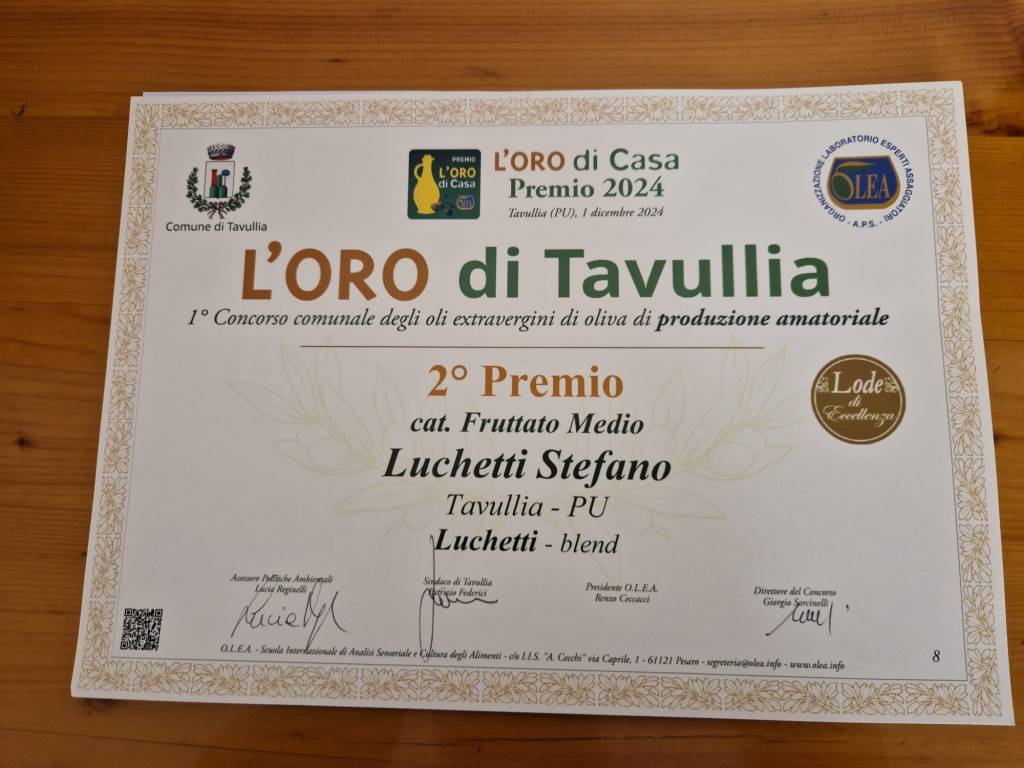 PREMIO
L'ORO
di Casa
OLEA
L'ORO di Casa
Premio 2024
Tavullia (PU), 1 dicembre 2024
Comune di Tavullia
ORGANIZZAZIONE LABORATORIO ESPERTI ASSAGGIATORI - A.P.S. -
OLEA
L'ORO di Tavullia
1° Concorso comunale degli oli extravergini di oliva di produzione amatoriale
2° Premio
cat. Fruttato Medio
Luchetti Stefano
Tavullia - PU
Luchetti - blend
Lode
di
Eccellenza
Assessore Politiche Ambientali
Lucia Reginelli
Sindaco di Tavullia
Patrizio Federici
Presidente O.L.E.A.
Renzo Ceccacci
Direttore del Concorso
Giorgio Sorcinelli
O.L.E.A. - Scuola Internazionale di Analisi Sensoriale e Cultura degli Alimenti - c/o I.I.S. "A. Cecchi" via Caprile, 1 - 61121 Pesaro - segreteria@olea.info - www.olea.info
8